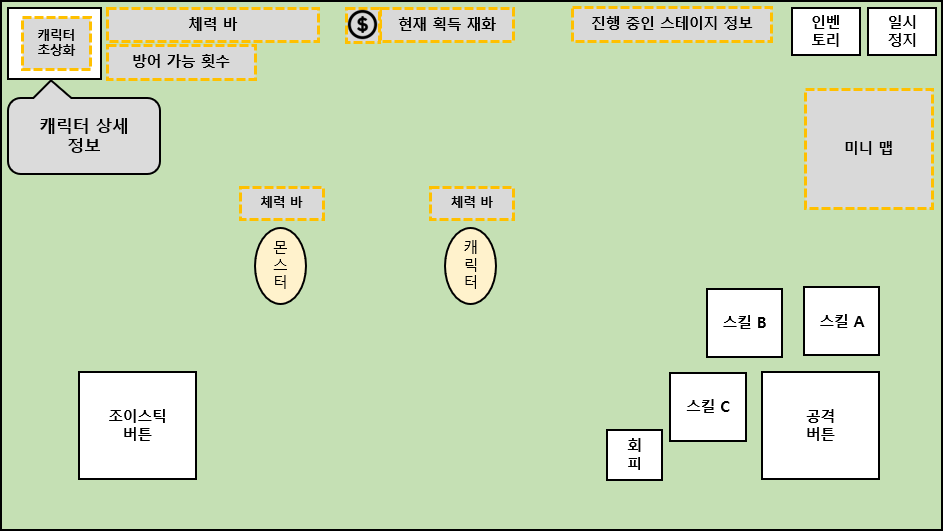 캐릭터
초상화
체력 바
방어 가능 횟수
$
현재 획득 재화
진행 중인 스테이지 정보
인벤
토리
일시
정지
캐릭터 상세
정보
미니 맵
체력 바
체력 바
몬
스
터
캐
릭
터
스킬 B
스킬 A
조이스틱
버튼
스킬 C
공격
버튼
회
피